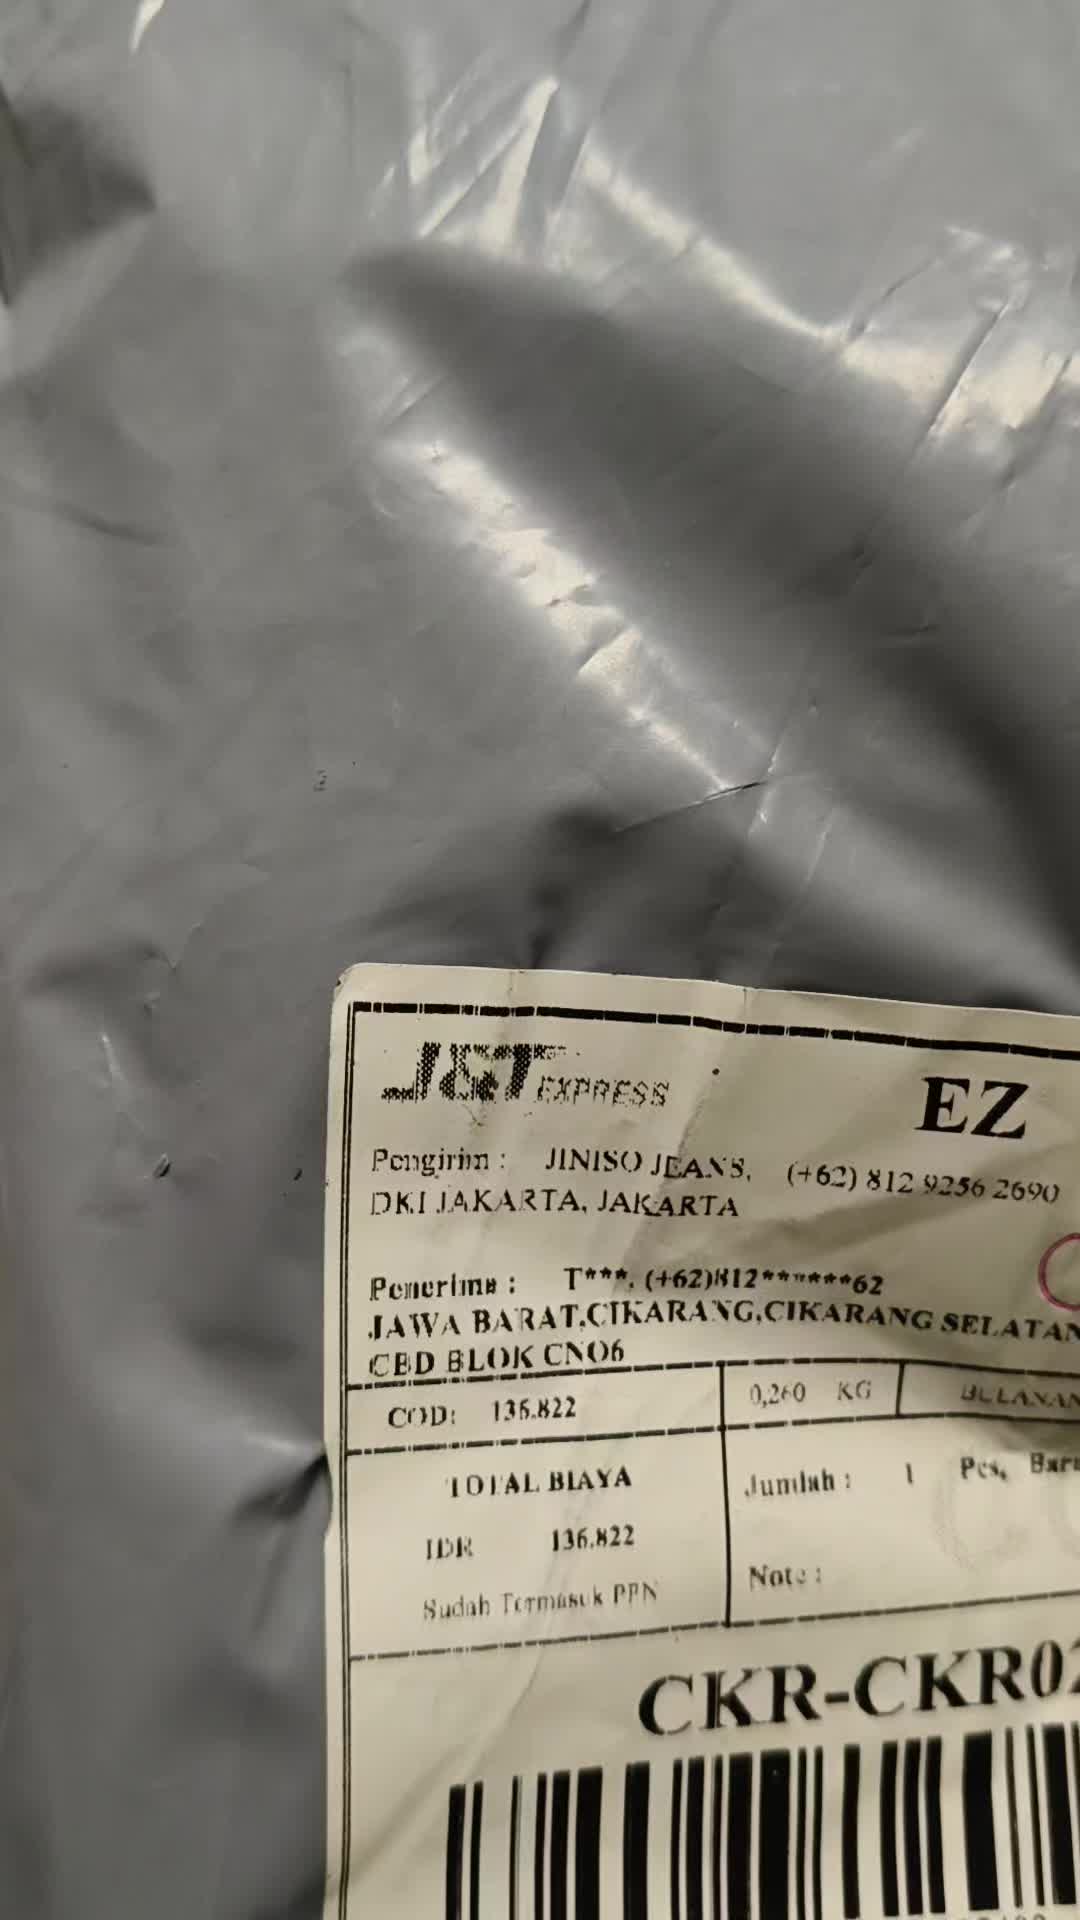 J&T EXPRESS
EZ
Pengirim : JINISO JEANS, (+62) 812 9256 2690
DKI JAKARTA, JAKARTA
Penerima : T***, (+62)812******62
JAWA BARAT,CIKARANG,CIKARANG SELATAN
CBD BLOK CN06
COD: 136.822
0,260 KG
BULANAN
TOTAL BIAYA
IDR 136.822
Sudah Termasuk PPN
Jumlah : 1 Pcs,
Note :
CKR-CKR02